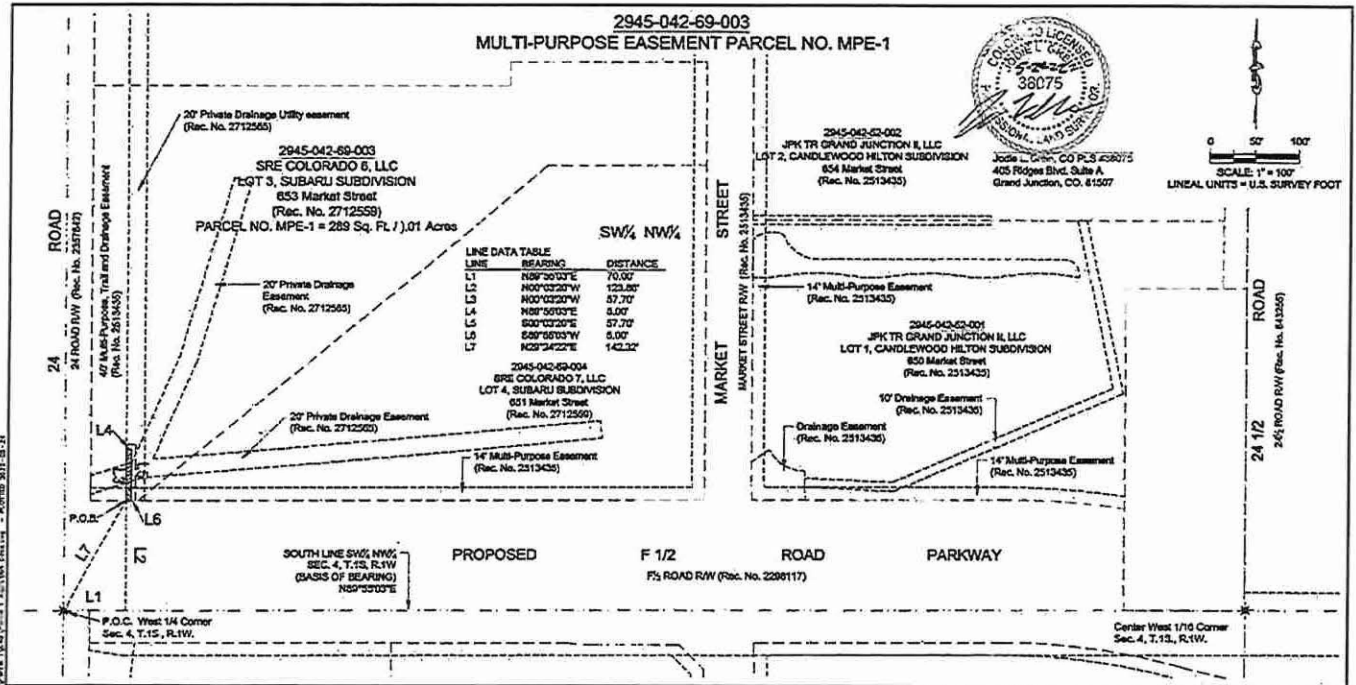 2945-042-69-003
MULTI-PURPOSE EASEMENT PARCEL NO. MPE-1
COLORADO LICENSED
JODIE L. GREIN
5-24-22
38075
PROFESSIONAL LAND SURVEYOR
Jodie L. Grein, CO PLS #38075
405 Ridges Blvd, Suite A
Grand Junction, CO. 81507
0 50' 100'
SCALE: 1" = 100'
LINEAL UNITS = U.S. SURVEY FOOT
20' Private Drainage Utility easement
(Rec. No. 2712565)
2945-042-69-003
SRE COLORADO 6, LLC
LOT 3, SUBARU SUBDIVISION
653 Market Street
(Rec. No. 2712559)
PARCEL NO. MPE-1 = 289 Sq. Ft. / ).01 Acres
2945-042-52-002
JPK TR GRAND JUNCTION II, LLC
LOT 2, CANDLEWOOD HILTON SUBDIVISION
654 Market Street
(Rec. No. 2513435)
24 ROAD
24 ROAD R/W (Rec. No. 2357842)
40' Multi-Purpose, Trail and Drainage Easement
(Rec. No. 2513435)
SW¼ NW¼
LINE DATA TABLE
LINE BEARING DISTANCE
L1 N89°55'03"E 70.00'
L2 N00°03'20"W 123.86'
L3 N00°03'20"W 57.70'
L4 N89°55'03"E 5.00'
L5 S00°03'20"E 57.70'
L6 S89°55'03"W 5.00'
L7 N29°34'22"E 142.32'
20' Private Drainage
Easement
(Rec. No. 2712565)
MARKET STREET
MARKET STREET R/W (Rec. No. 2513435)
14' Multi-Purpose Easement
(Rec. No. 2513435)
2945-042-52-001
JPK TR GRAND JUNCTION II, LLC
LOT 1, CANDLEWOOD HILTON SUBDIVISION
650 Market Street
(Rec. No. 2513435)
24 1/2 ROAD
24½ ROAD R/W (Rec. No. 843255)
2945-042-69-004
SRE COLORADO 7, LLC
LOT 4, SUBARU SUBDIVISION
651 Market Street
(Rec. No. 2712559)
20' Private Drainage Easement
(Rec. No. 2712565)
14' Multi-Purpose Easement
(Rec. No. 2513435)
10' Drainage Easement
(Rec. No. 2513435)
Drainage Easement
(Rec. No. 2513435)
14' Multi-Purpose Easement
(Rec. No. 2513435)
L4
P.O.B.
L6
L7
L2
L1
SOUTH LINE SW¼ NW¼
SEC. 4, T.1S, R.1W
(BASIS OF BEARING)
N89°55'03"E
PROPOSED F 1/2 ROAD PARKWAY
F½ ROAD R/W (Rec. No. 2298117)
P.O.C. West 1/4 Corner
Sec. 4, T.1S., R.1W.
Center West 1/16 Corner
Sec. 4, T.1S., R.1W.